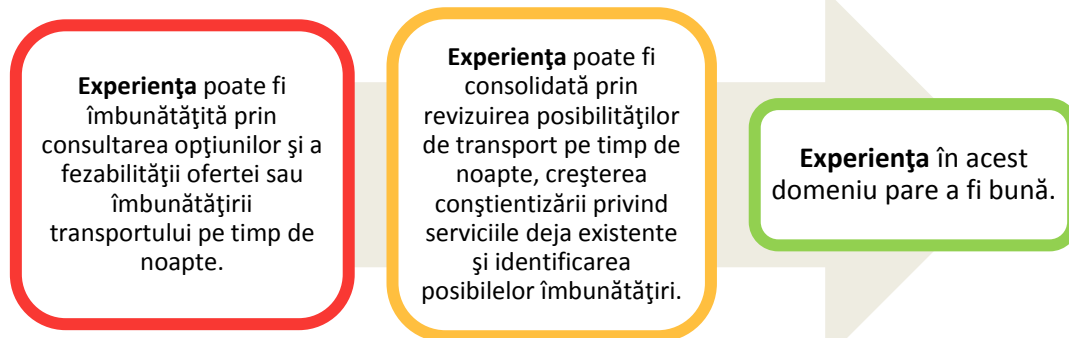 Experienţa poate fi
îmbunătăţită prin
consultarea opţiunilor şi a
fezabilităţii ofertei sau
îmbunătăţirii
transportului pe timp de
noapte.
Experienţa poate fi
consolidată prin
revizuirea posibilităţilor
de transport pe timp de
noapte, creşterea
conştientizării privind
serviciile deja existente
şi identificarea
posibilelor îmbunătăţiri.
Experienţa în acest
domeniu pare a fi bună.